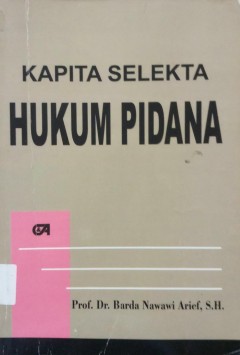 KAPITA SELEKTA
HUKUM PIDANA
Prof. Dr. Barda Nawawi Arief, S.H.